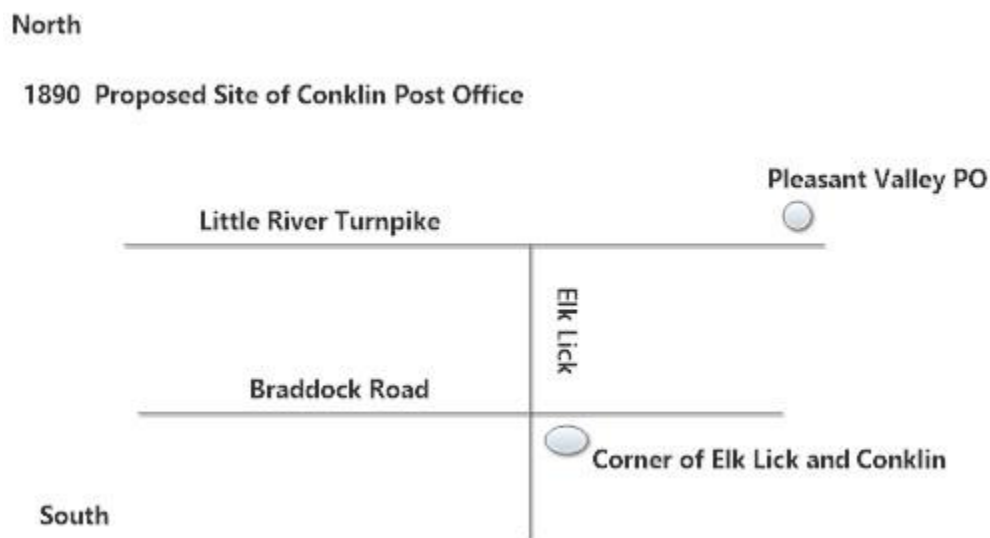 North
1890 Proposed Site of Conklin Post Office
Pleasant Valley PO
Little River Turnpike
Elk Lick
Braddock Road
Corner of Elk Lick and Conklin
South